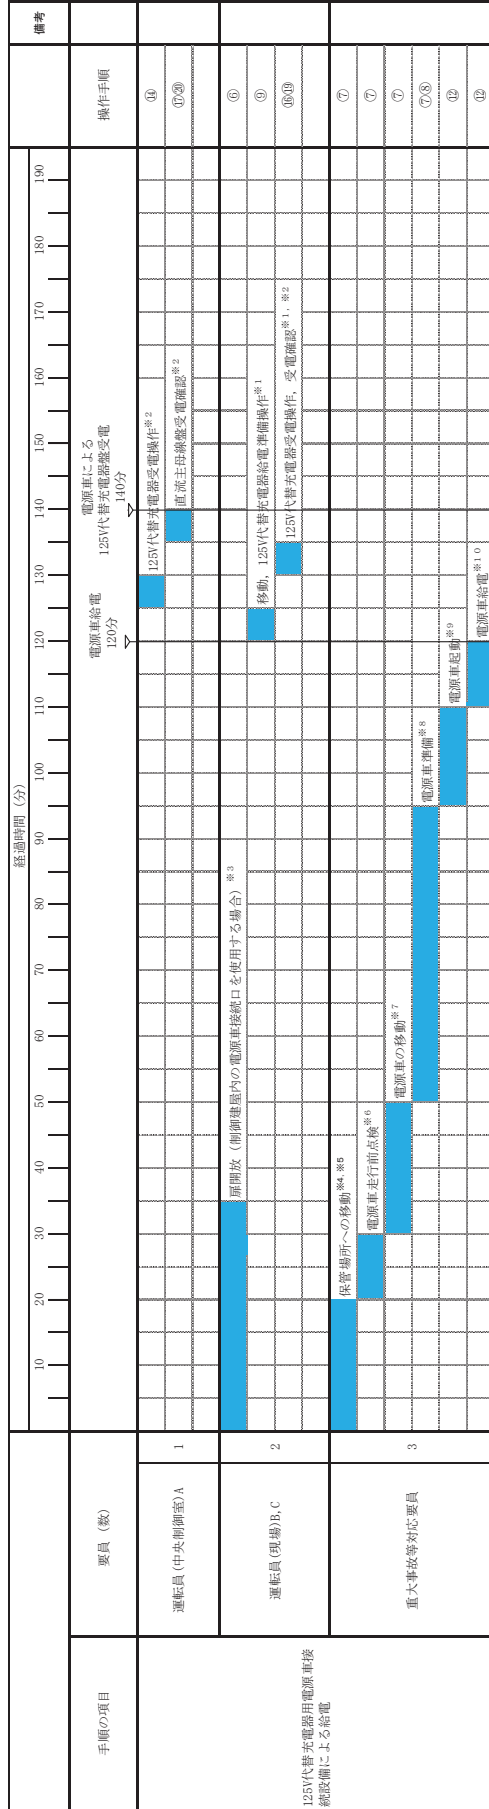 経過時間（分）
備考
10 20 30 40 50 60 70 80 90 100 110 120 130 140 150 160 170 180 190
手順の項目
要員（数）
操作手順
電源車給電
120分
電源車による
125V代替充電器盤受電
140分
125V代替充電器用電源車接
続設備による給電
運転員(中央制御室)A
1
125V代替充電器受電操作※2
⑭
直流主母線盤受電確認※2
⑰⑳
運転員(現場)B,C
2
扉開放（制御建屋内の電源車接続口を使用する場合）※3
⑥
移動，125V代替充電器給電準備操作※1
⑨
125V代替充電器受電操作，受電確認※1，※2
⑯⑲
重大事故等対応要員
3
保管場所への移動※4,※5
⑦
電源車走行前点検※6
⑦
電源車の移動※7
⑦
電源車準備※8
⑦⑧
電源車起動※9
⑫
電源車給電※10
⑫